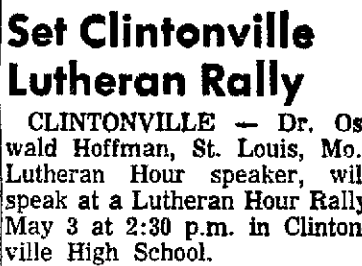 Set Clintonville
Lutheran Rally
CLINTONVILLE — Dr. Os
wald Hoffman, St. Louis, Mo.
Lutheran Hour speaker, wil
speak at a Lutheran Hour Rally
May 3 at 2:30 p.m. in Clinton
ville High School.